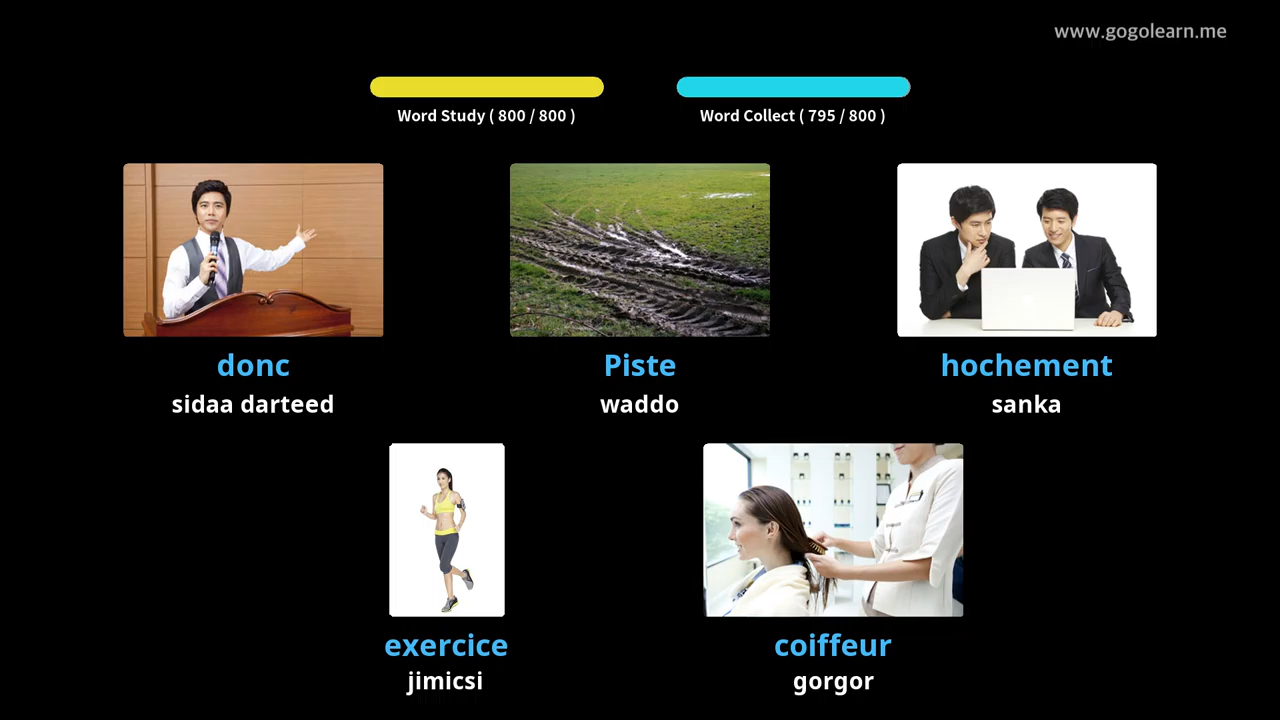 www.gogolearn.me
Word Study ( 800 / 800 )
Word Collect ( 795 / 800 )
donc
Piste
hochement
sidaa darteed
waddo
sanka
exercice
coiffeur
jimicsi
gorgor